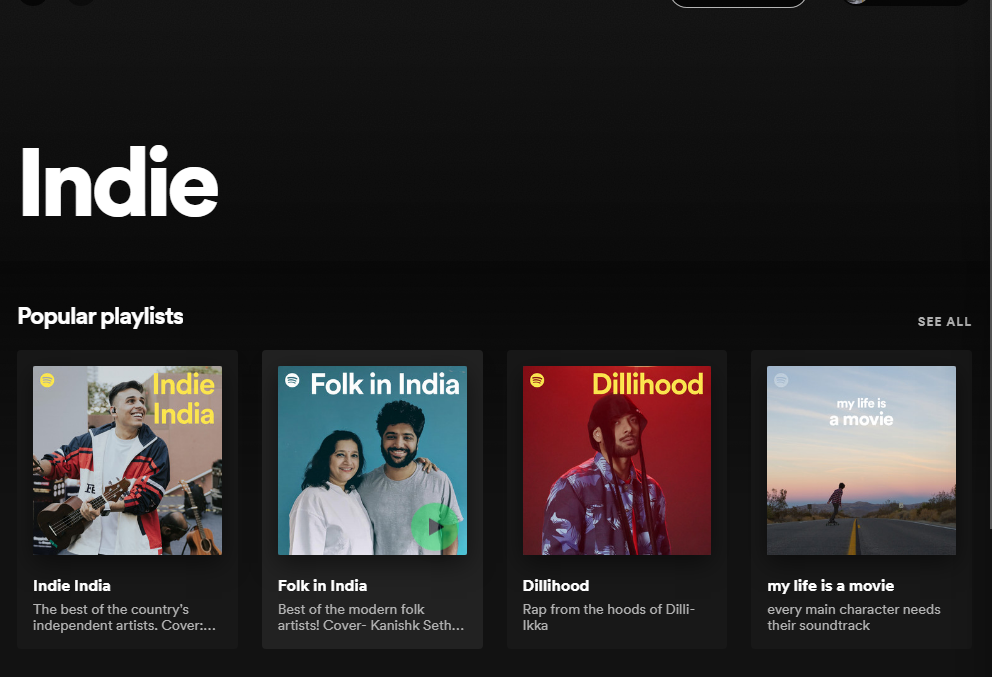 Indie
Popular playlists
SEE ALL
Indie
India
Folk in India
Dillihood
my life is
a movie
Indie India
The best of the country's
independent artists. Cover:...
Folk in India
Best of the modern folk
artists! Cover- Kanishk Seth...
Dillihood
Rap from the hoods of Dilli-
Ikka
my life is a movie
every main character needs
their soundtrack